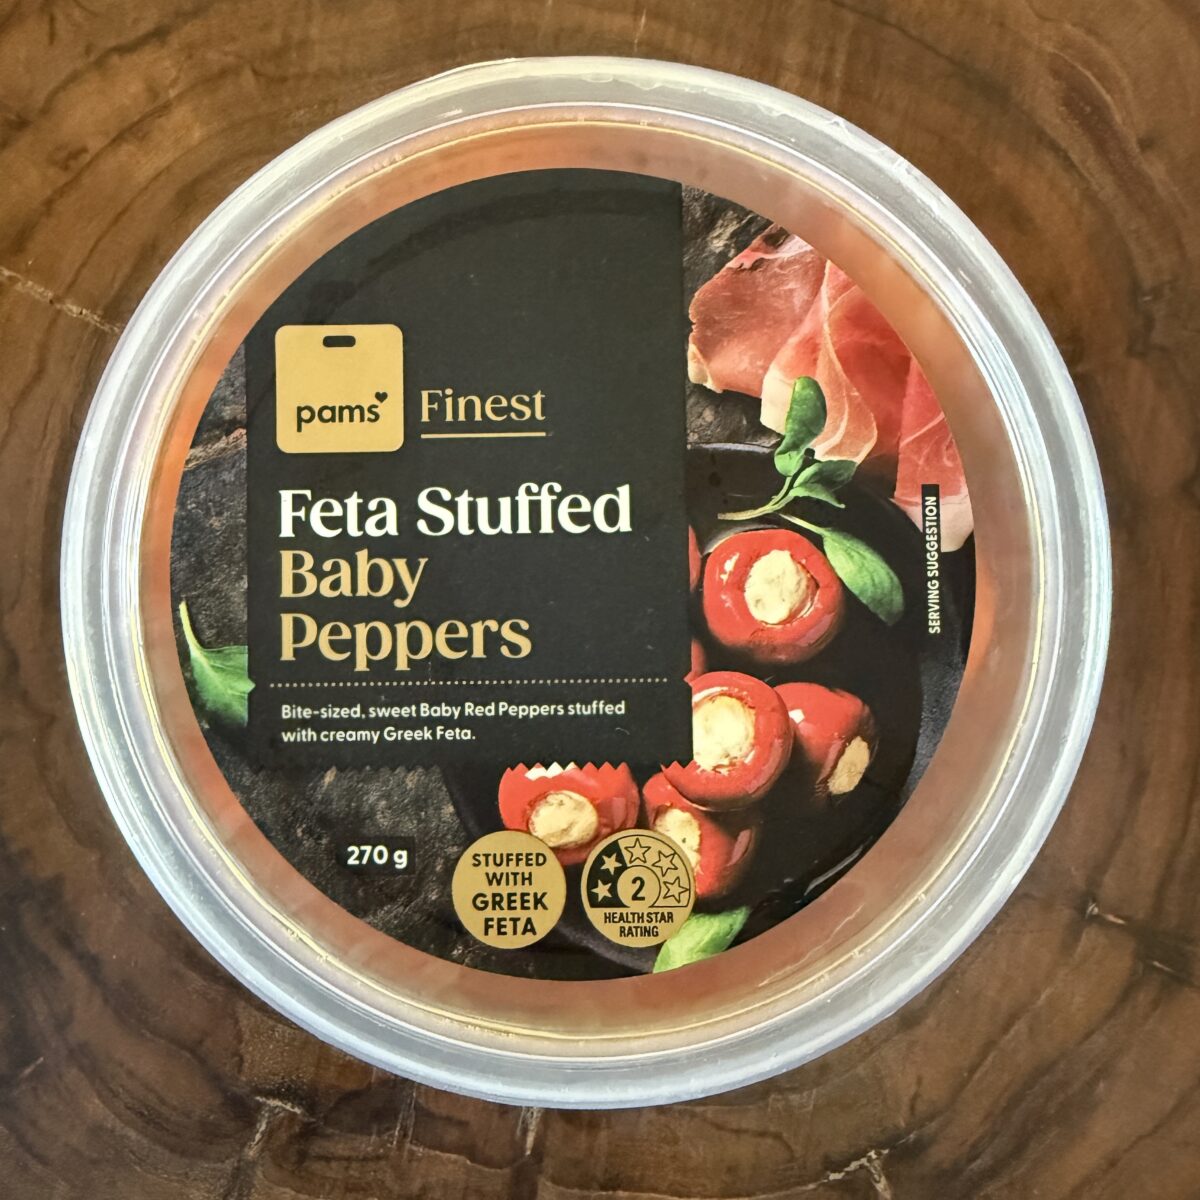 pams
Finest
Feta Stuffed
Baby
Peppers
Bite-sized, sweet Baby Red Peppers stuffed
with creamy Greek Feta.
SERVING SUGGESTION
270 g
STUFFED
WITH
GREEK
FETA
2
HEALTH STAR
RATING